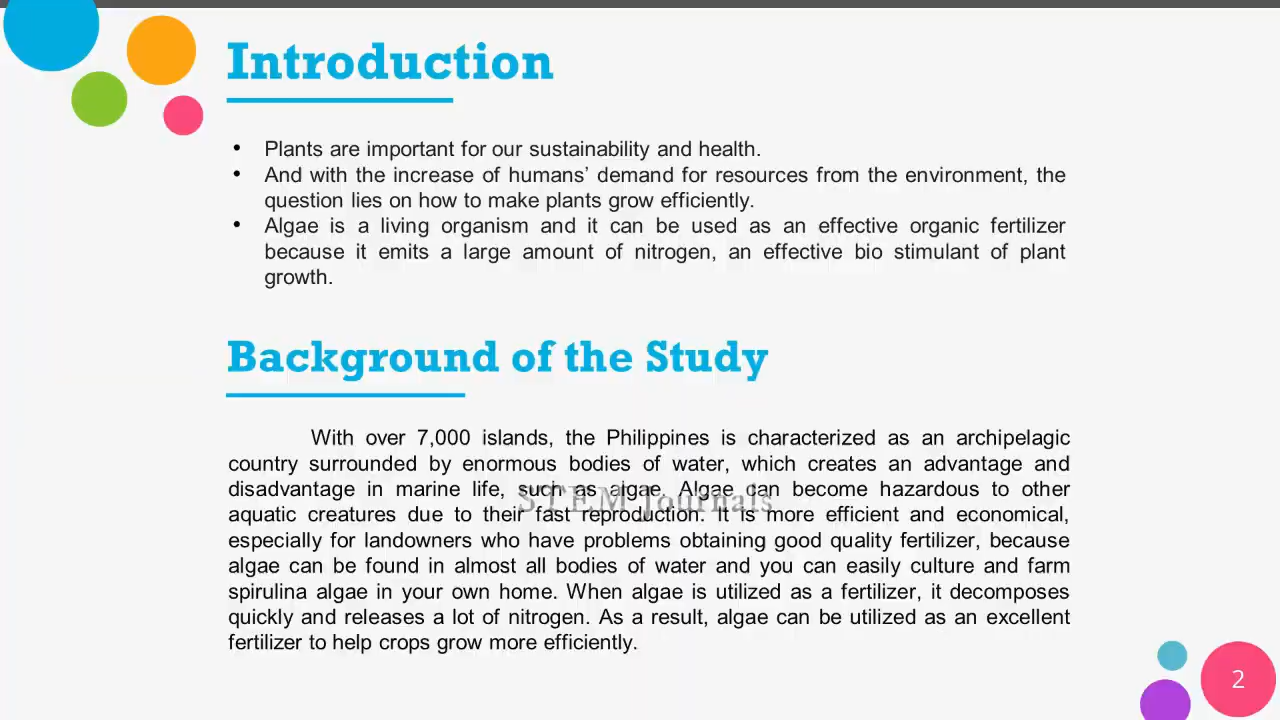 Introduction
• Plants are important for our sustainability and health.
• And with the increase of humans' demand for resources from the environment, the
question lies on how to make plants grow efficiently.
• Algae is a living organism and it can be used as an effective organic fertilizer
because it emits a large amount of nitrogen, an effective bio stimulant of plant
growth.
Background of the Study
With over 7,000 islands, the Philippines is characterized as an archipelagic
country surrounded by enormous bodies of water, which creates an advantage and
disadvantage in marine life, such as algae. Algae can become hazardous to other
STEM Journals
aquatic creatures due to their fast reproduction. It is more efficient and economical,
especially for landowners who have problems obtaining good quality fertilizer, because
algae can be found in almost all bodies of water and you can easily culture and farm
spirulina algae in your own home. When algae is utilized as a fertilizer, it decomposes
quickly and releases a lot of nitrogen. As a result, algae can be utilized as an excellent
fertilizer to help crops grow more efficiently.
2